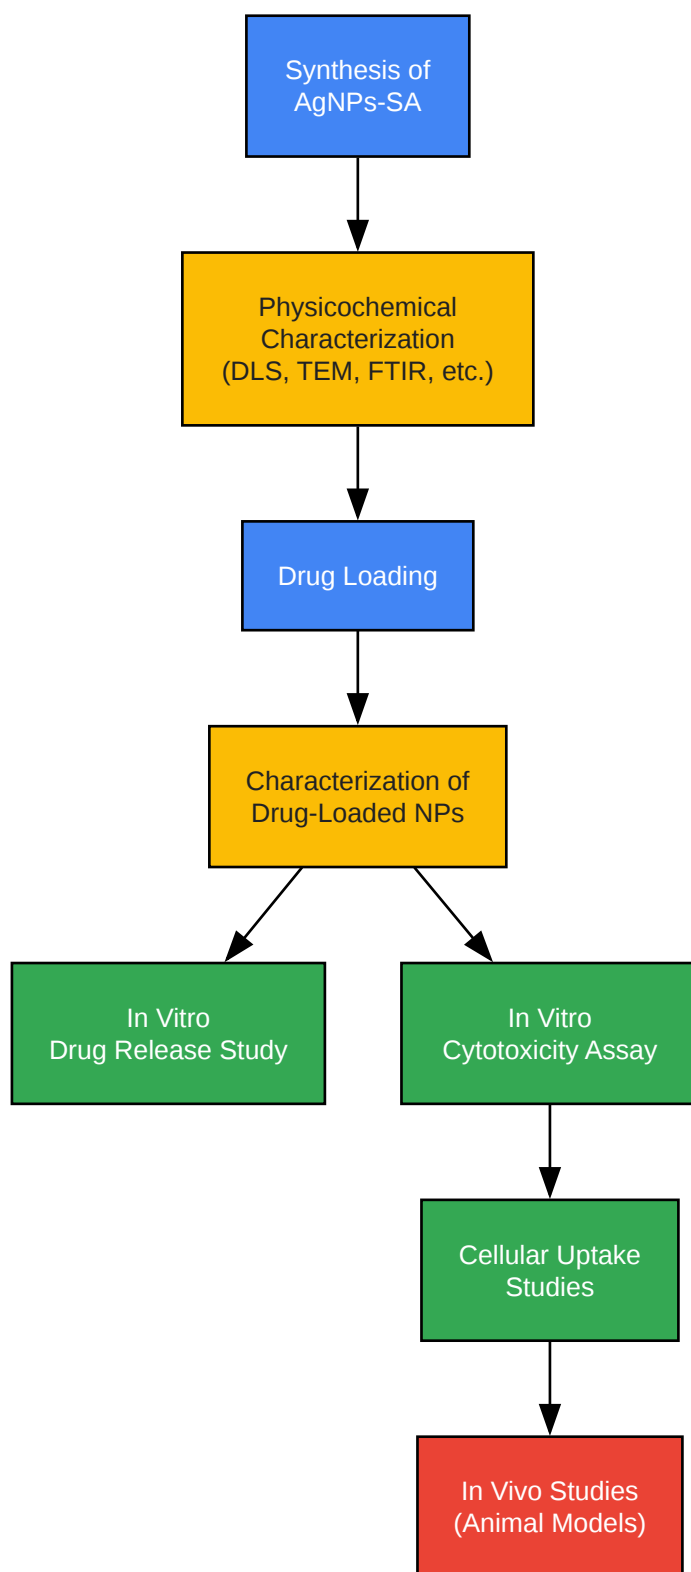 Synthesis of
AgNPs-SA
Physicochemical
Characterization
(DLS, TEM, FTIR, etc.)
Drug Loading
Characterization of
Drug-Loaded NPs
In Vitro
Drug Release Study
In Vitro
Cytotoxicity Assay
Cellular Uptake
Studies
In Vivo Studies
(Animal Models)